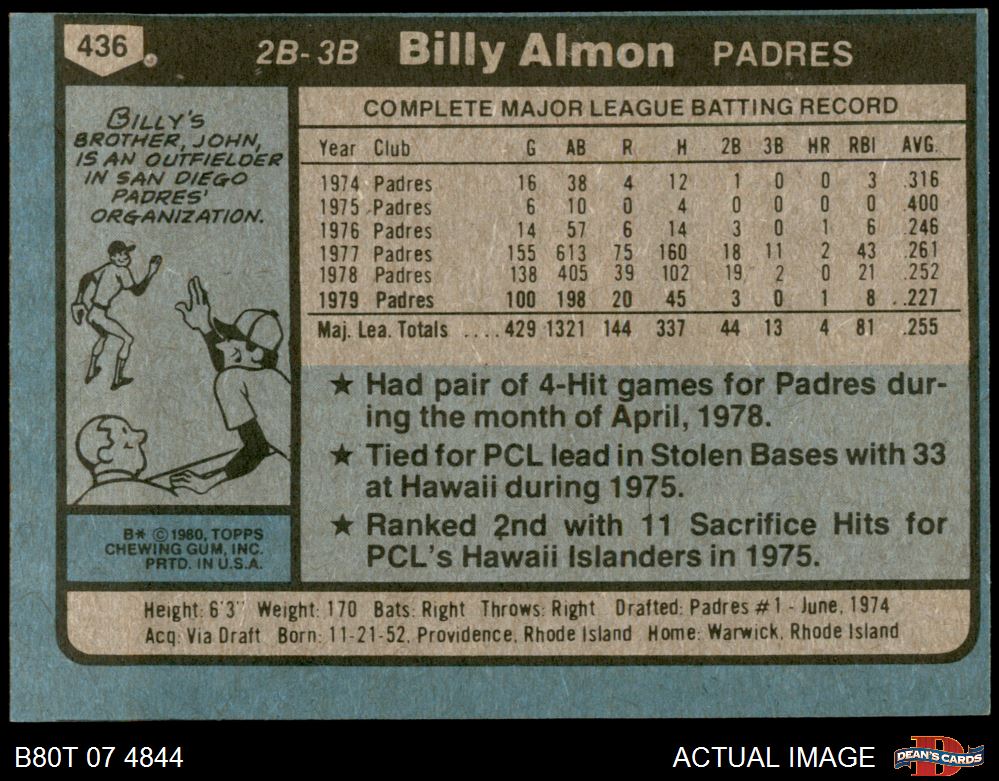 436
2B-3B Billy Almon PADRES
BILLY'S
BROTHER, JOHN,
IS AN OUTFIELDER
IN SAN DIEGO
PADRES'
ORGANIZATION.
B* © 1980, TOPPS
CHEWING GUM, INC.
PRTD. IN U.S.A.
COMPLETE MAJOR LEAGUE BATTING RECORD
Year Club G AB R H 2B 3B HR RBI AVG.
1974 Padres 16 38 4 12 1 0 0 3 .316
1975 Padres 6 10 0 4 0 0 0 0 .400
1976 Padres 14 57 6 14 3 0 1 6 .246
1977 Padres 155 613 75 160 18 11 2 43 .261
1978 Padres 138 405 39 102 19 2 0 21 .252
1979 Padres 100 198 20 45 3 0 1 8 .227
Maj. Lea. Totals ....429 1321 144 337 44 13 4 81 .255
★ Had pair of 4-Hit games for Padres dur-
ing the month of April, 1978.
★ Tied for PCL lead in Stolen Bases with 33
at Hawaii during 1975.
★ Ranked 2nd with 11 Sacrifice Hits for
PCL's Hawaii Islanders in 1975.
Height: 6'3" Weight: 170 Bats: Right Throws: Right Drafted: Padres #1 - June, 1974
Acq: Via Draft Born: 11-21-52, Providence, Rhode Island Home: Warwick, Rhode Island
B80T 07 4844
ACTUAL IMAGE
DEAN'S CARDS